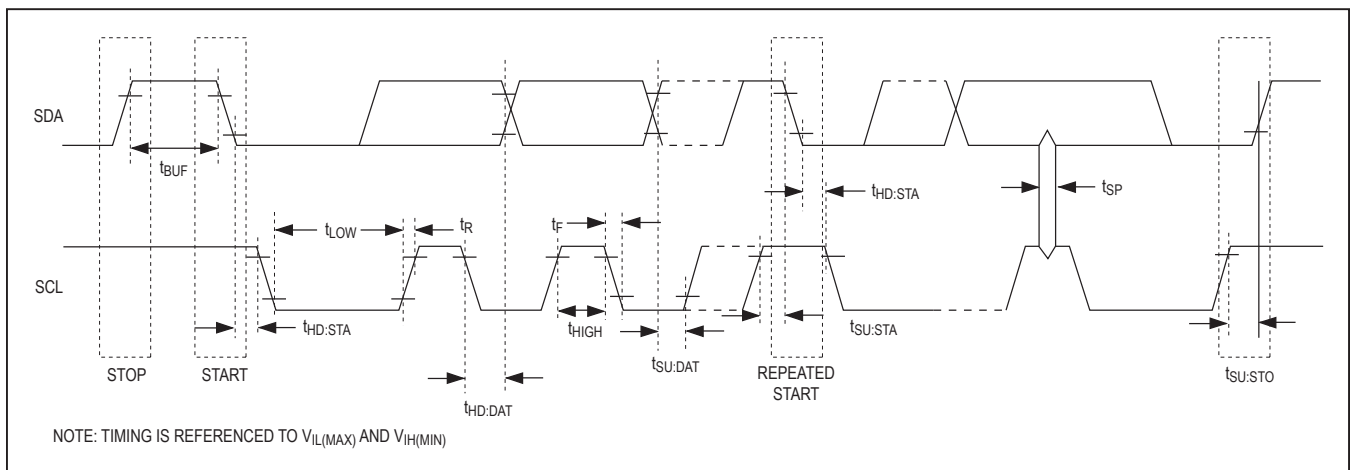 SDA
tBUF
tHD:STA
tSP
tLOW
tR
tF
SCL
tHD:STA
tHIGH
tSU:STA
tSU:DAT
STOP
START
REPEATED
START
tSU:STO
tHD:DAT
NOTE: TIMING IS REFERENCED TO VIL(MAX) AND VIH(MIN)